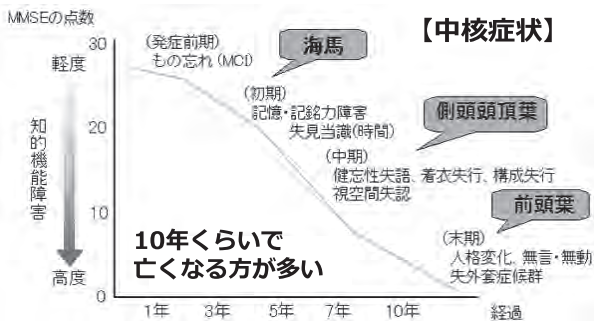 MMSEの点数
【中核症状】
30
軽度
(発症前期)
もの忘れ(MCI)
海馬
(初期)
記憶・記銘力障害
失見当識(時間)
側頭頭頂葉
20
知的機能障害
(中期)
健忘性失語、着衣失行、構成失行
視空間失認
前頭葉
10
10年くらいで
亡くなる方が多い
(末期)
人格変化、無言・無動
失外套症候群
高度
0
1年
3年
5年
7年
10年
経過